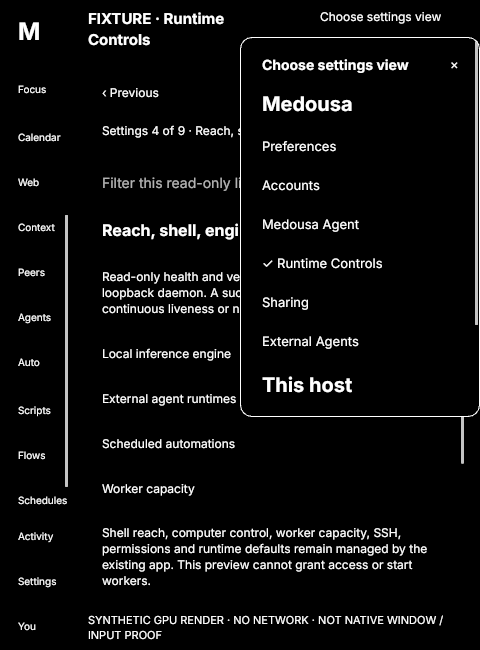 M
FIXTURE · Runtime
Controls
Choose settings view
Focus
Calendar
Web
Context
Peers
Agents
Auto
Scripts
Flows
Schedules
Activity
Settings
You
‹ Previous
Settings 4 of 9 · Reach,
Filter this read-only
Reach, shell,
Read-only health and
loopback daemon. A
continuous liveness or
Local inference engine
External agent runtimes
Scheduled automations
Worker capacity
Shell reach, computer control, worker capacity, SSH,
permissions and runtime defaults remain managed by the
existing app. This preview cannot grant access or start
workers.
Choose settings view ×
Medousa
Preferences
Accounts
Medousa Agent
✓ Runtime Controls
Sharing
External Agents
This host
SYNTHETIC GPU RENDER · NO NETWORK · NOT NATIVE WINDOW /
INPUT PROOF